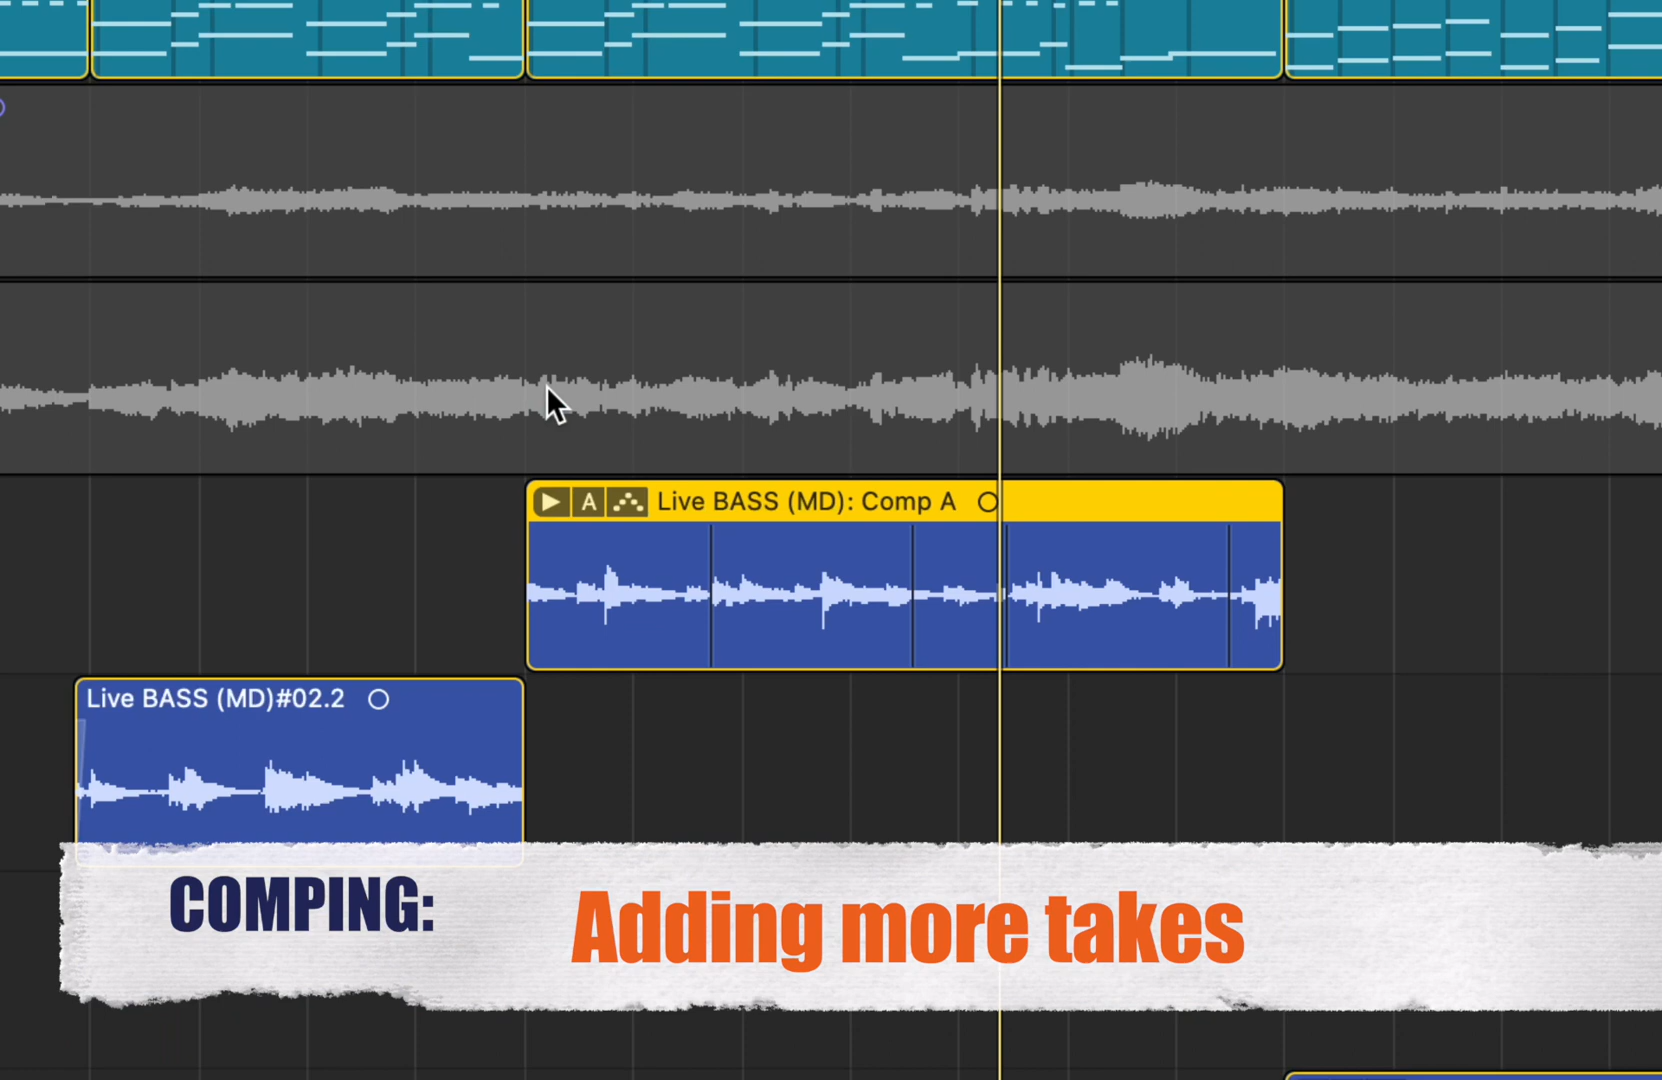 A Live BASS (MD): Comp A
Live BASS (MD)#02.2
COMPING:
Adding more takes